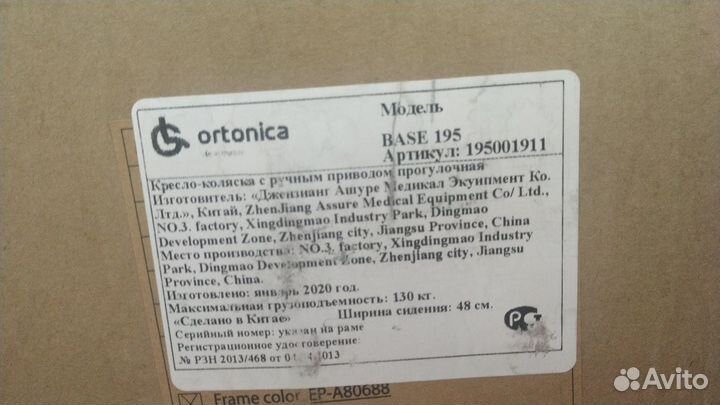 ortonica
Модель
BASE 195
Артикул: 195001911
Кресло-коляска с ручным приводом прогулочная
Изготовитель: «Джензианг Ашуре Медикал Экуипмент Ко.
Лтд.», Китай, ZhenJiang Assure Medical Equipment Co/ Ltd.,
NO.3. factory, Xingdingmao Industry Park, Dingmao
Development Zone, Zhenjiang city, Jiangsu Province, China
Место производства: NO.3. factory, Xingdingmao Industry
Park, Dingmao Development Zone, Zhenjiang city, Jiangsu
Province, China.
Изготовлено: январь 2020 год.
Максимальная грузоподъемность: 130 кг.
«Сделано в Китае» Ширина сидения: 48 см.
Серийный номер: указан на раме
Регистрационное удостоверение:
№ РЗН 2013/468 от
РСТ
Frame color EP-A80688
Avito